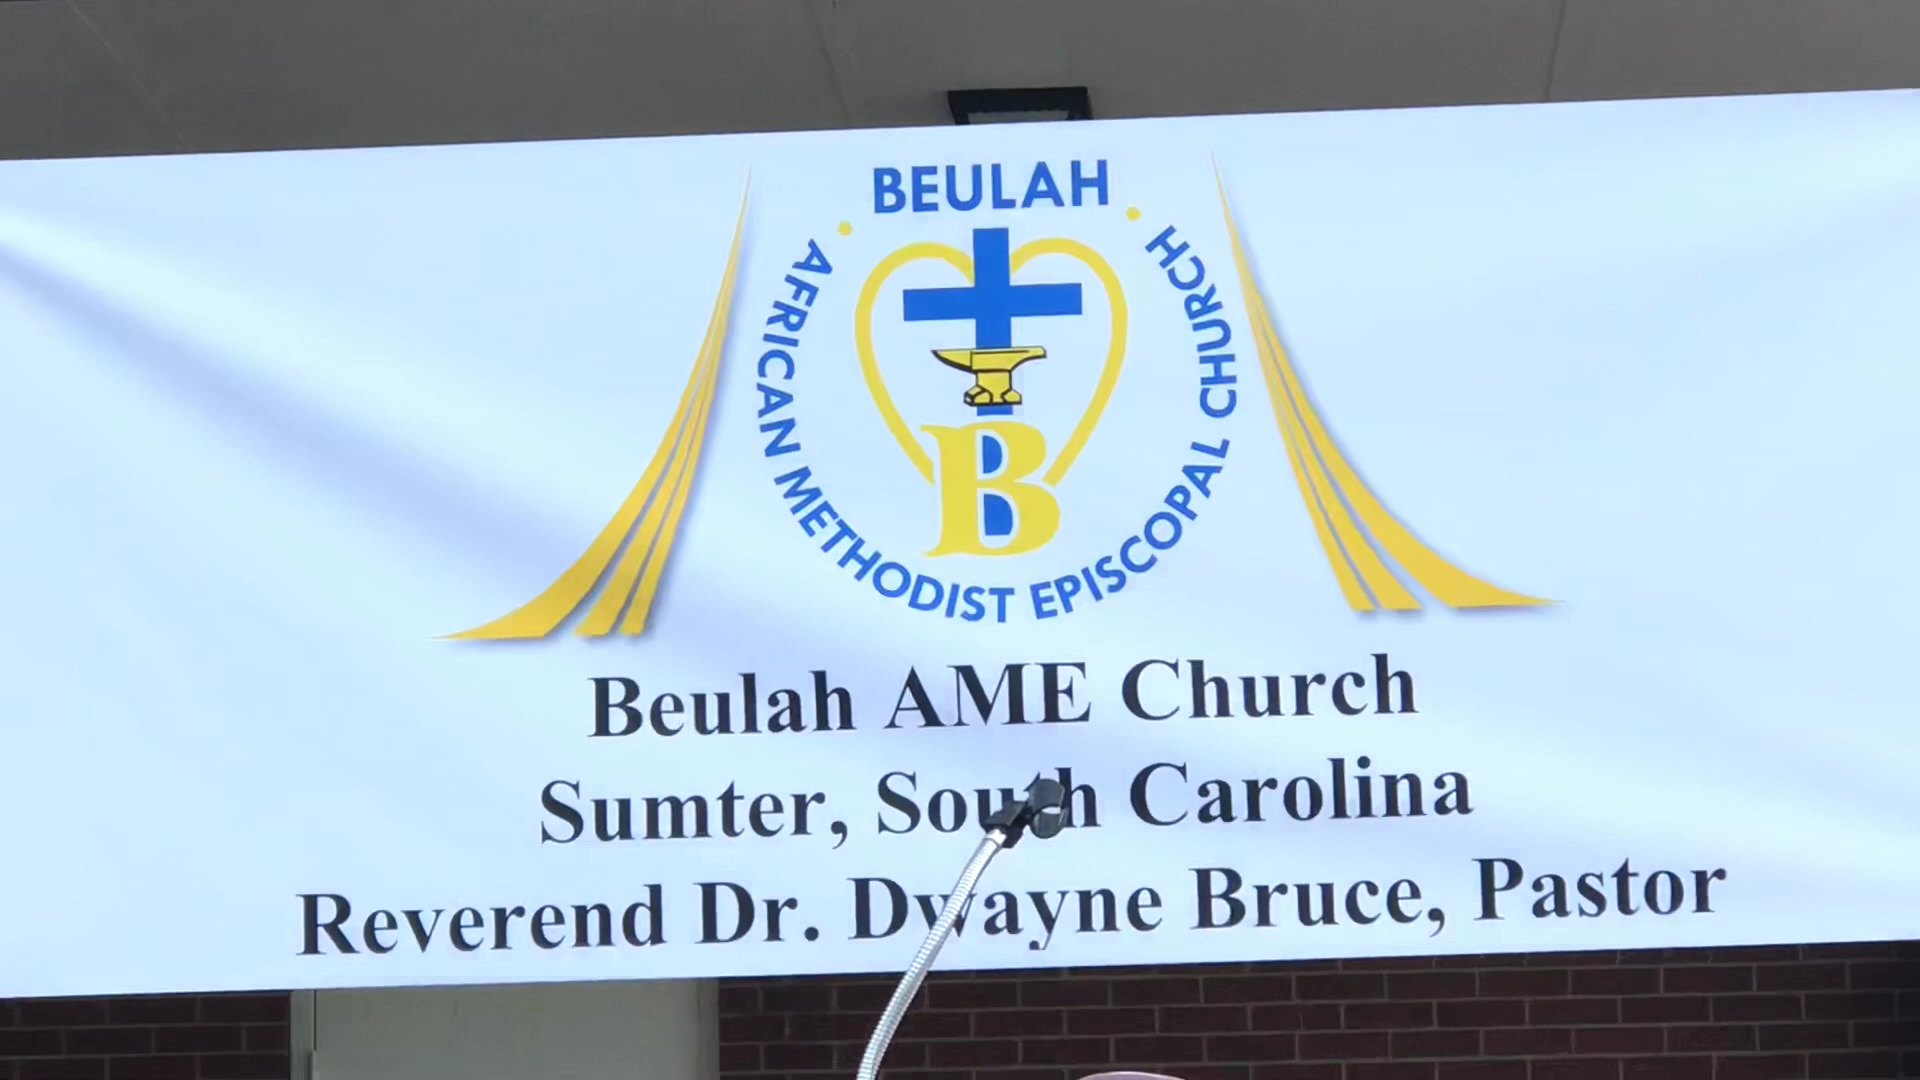 BEULAH
AFRICAN METHODIST EPISCOPAL CHURCH
B
Beulah AME Church
Sumter, South Carolina
Reverend Dr. Dwayne Bruce, Pastor